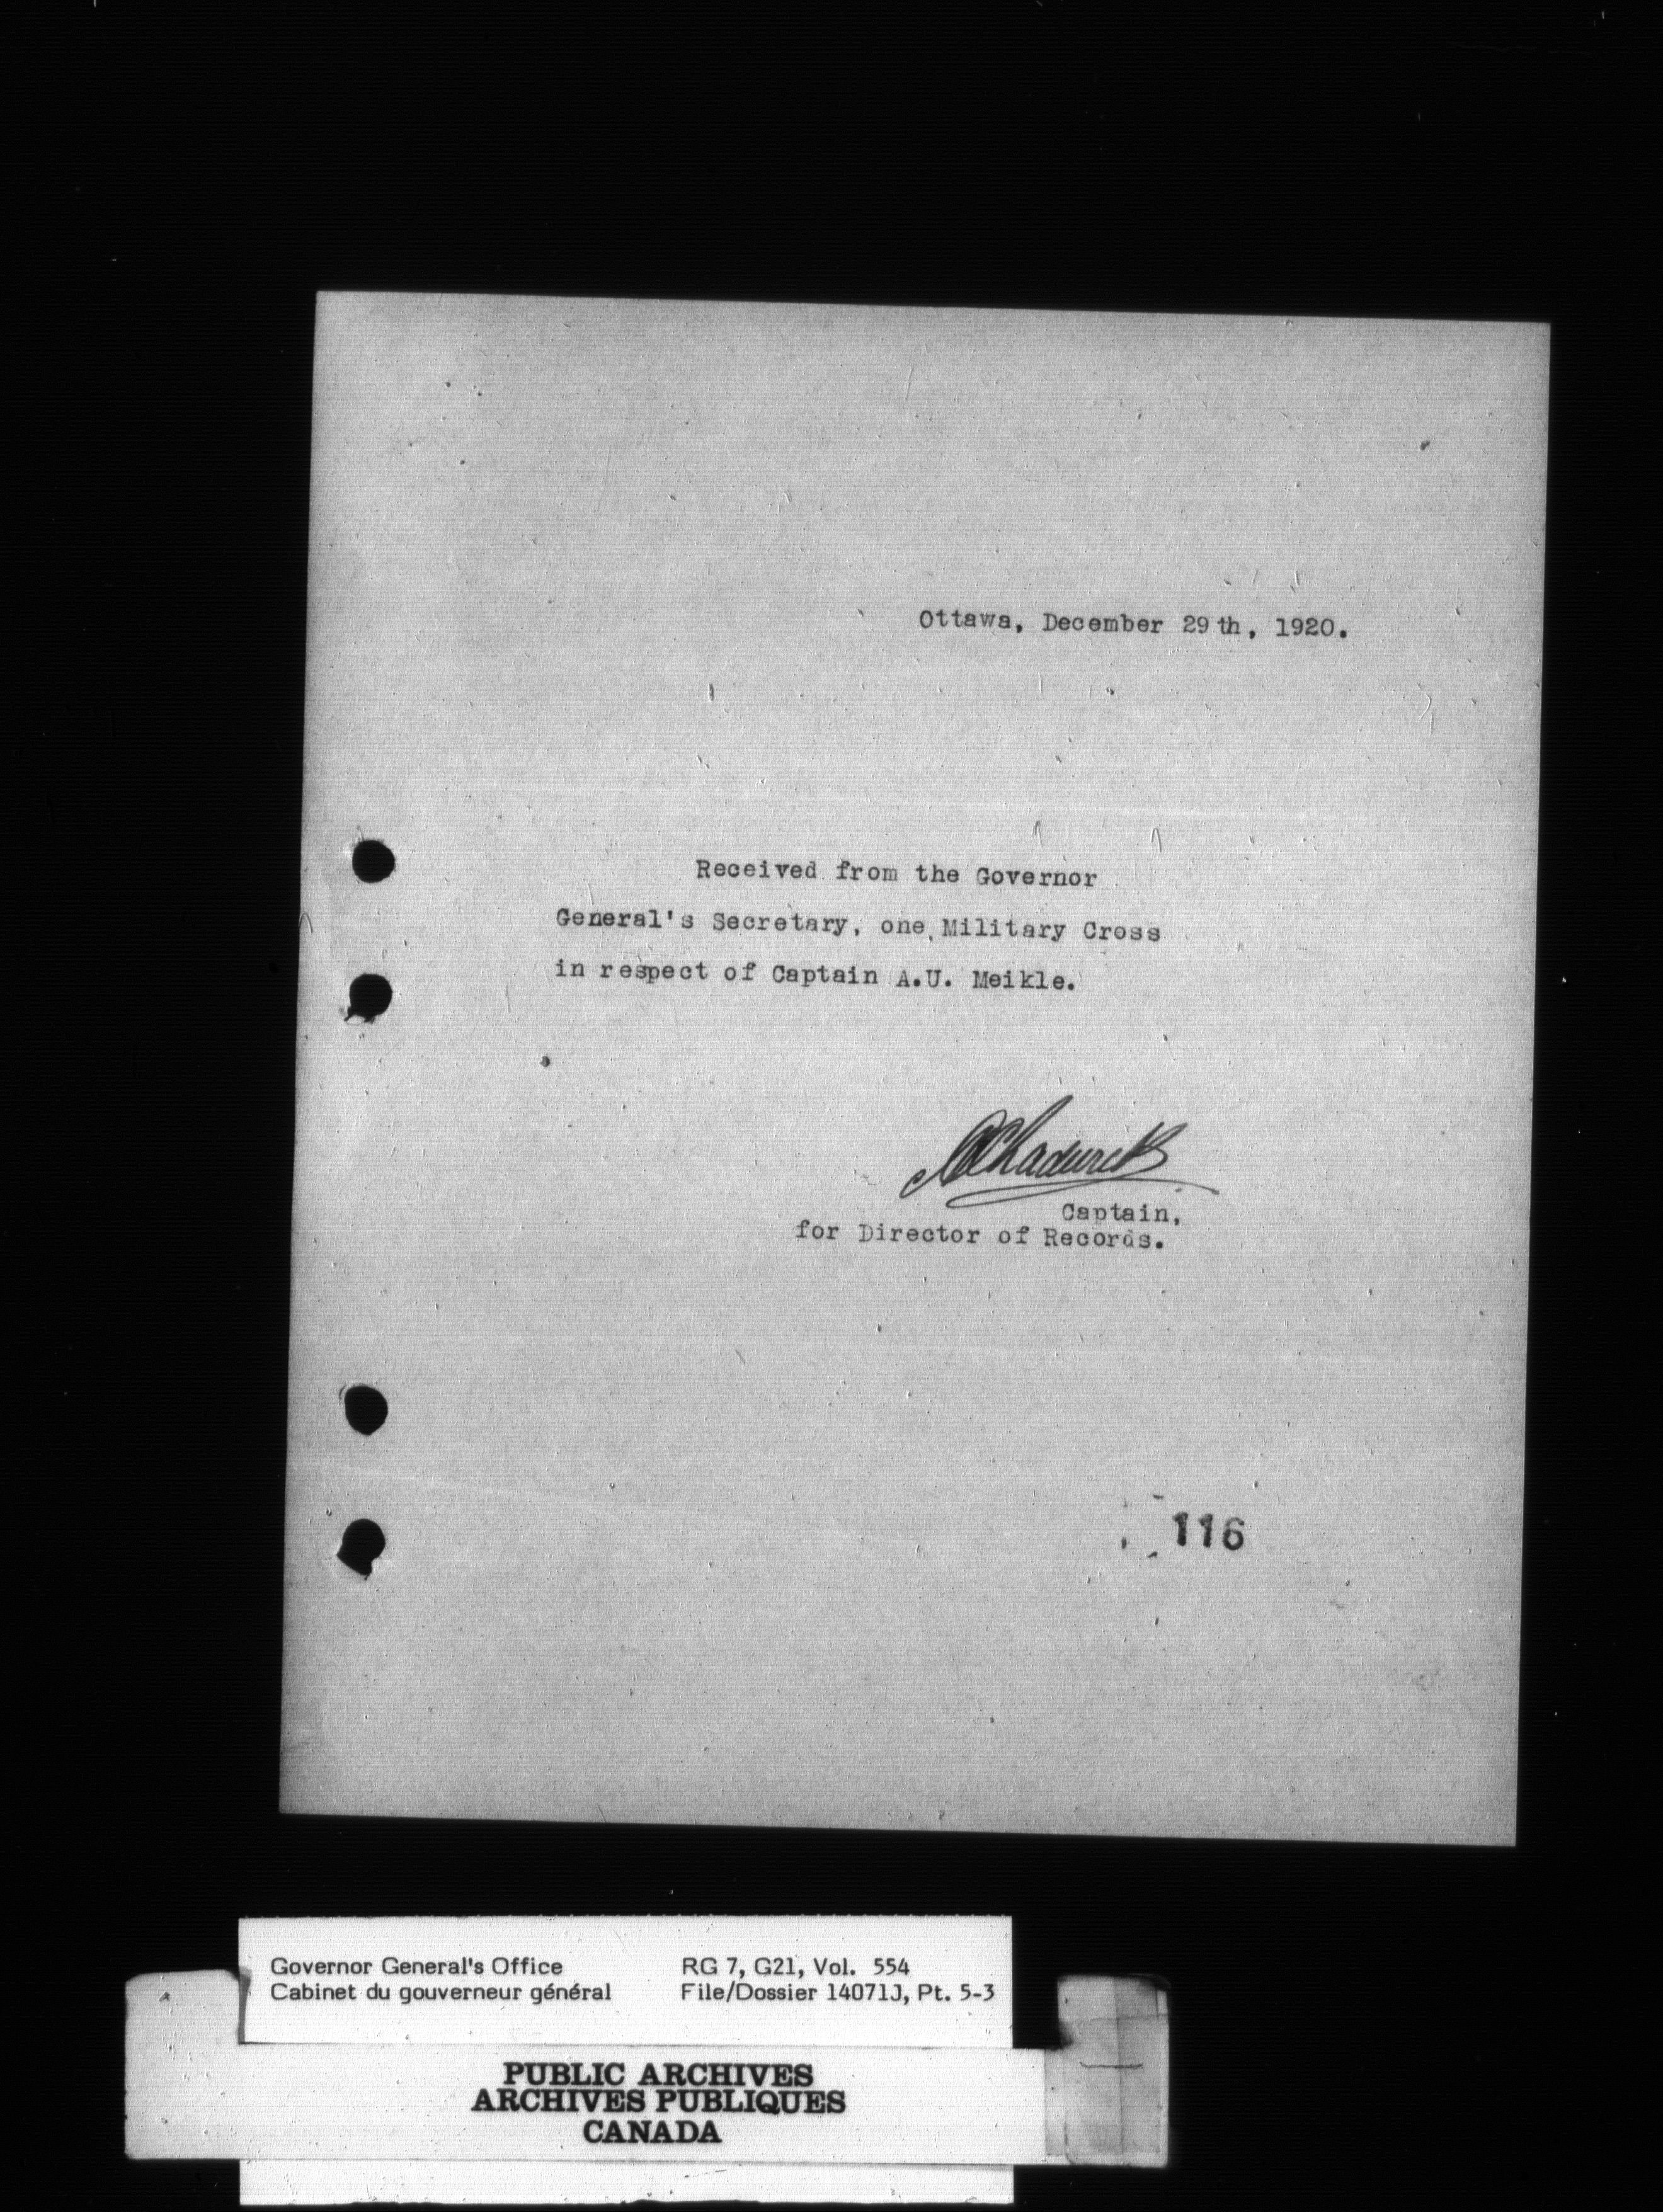 Ottawa, December 29th, 1920.
Received from the Governor
General's Secretary, one Military Cross
in respect of Captain A.U. Meikle.
Chadwick
Captain,
for Director of Records.
116
Governor General's Office
Cabinet du gouverneur général
RG 7, G21, Vol. 554
File/Dossier 14071J, Pt. 5-3
PUBLIC ARCHIVES
ARCHIVES PUBLIQUES
CANADA